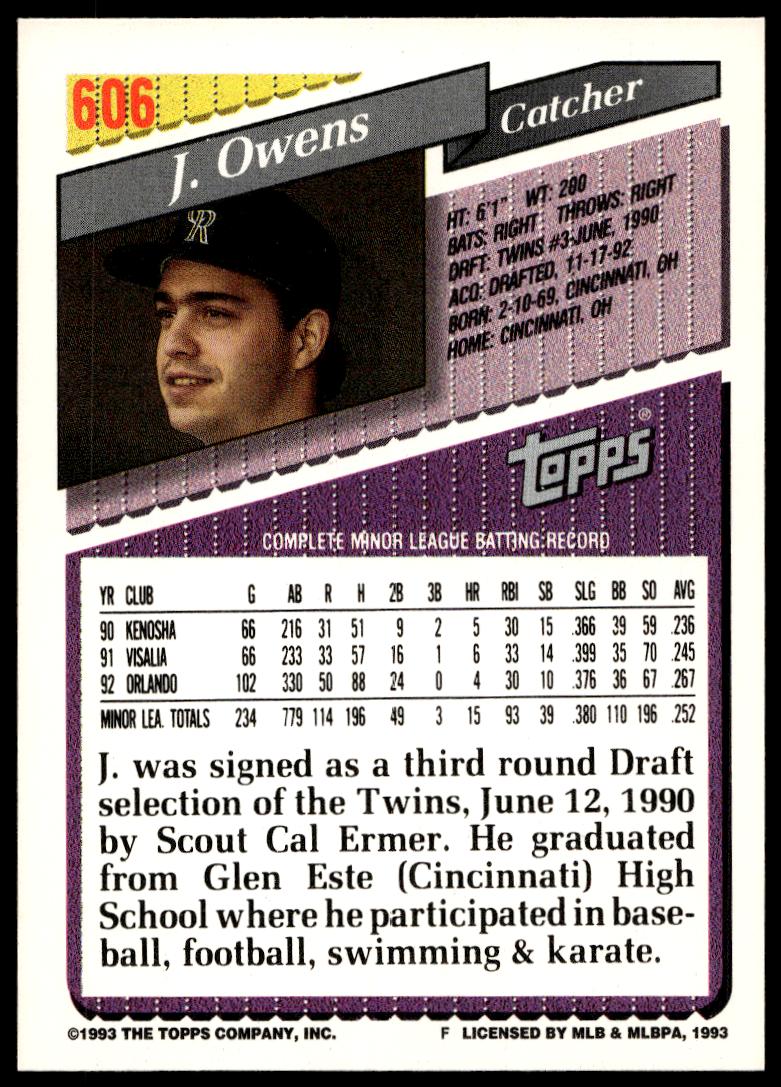 606
J. Owens
Catcher
HT: 6'1" WT: 200
BATS: RIGHT THROWS: RIGHT
DRFT: TWINS #3-JUNE, 1990
ACQ: DRAFTED, 11-17-92
BORN: 2-10-69, CINCINNATI, OH
HOME: CINCINNATI, OH
TOPPS®
COMPLETE MINOR LEAGUE BATTING RECORD
YR CLUB G AB R H 2B 3B HR RBI SB SLG BB SO AVG
90 KENOSHA 66 216 31 51 9 2 5 30 15 .366 39 59 .236
91 VISALIA 66 233 33 57 16 1 6 33 14 .399 35 70 .245
92 ORLANDO 102 330 50 88 24 0 4 30 10 .376 36 67 .267
MINOR LEA. TOTALS 234 779 114 196 49 3 15 93 39 .380 110 196 .252
J. was signed as a third round Draft
selection of the Twins, June 12, 1990
by Scout Cal Ermer. He graduated
from Glen Este (Cincinnati) High
School where he participated in base-
ball, football, swimming & karate.
©1993 THE TOPPS COMPANY, INC. F LICENSED BY MLB & MLBPA, 1993